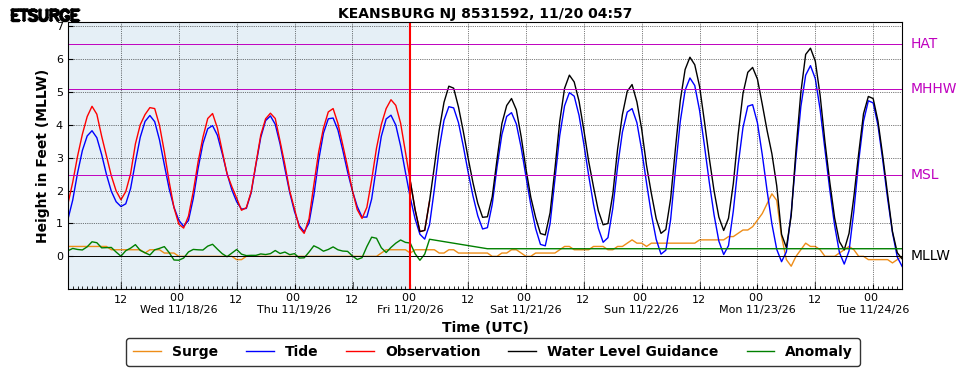 ETSURGE
KEANSBURG NJ 8531592, 11/20 04:57
Height in Feet (MLLW)
7
6
5
4
3
2
1
0
HAT
MHHW
MSL
MLLW
12 00 12 00 12 00 12 00 12 00 12 00 12 00
Wed 11/18/26 Thu 11/19/26 Fri 11/20/26 Sat 11/21/26 Sun 11/22/26 Mon 11/23/26 Tue 11/24/26
Time (UTC)
Surge Tide Observation Water Level Guidance Anomaly